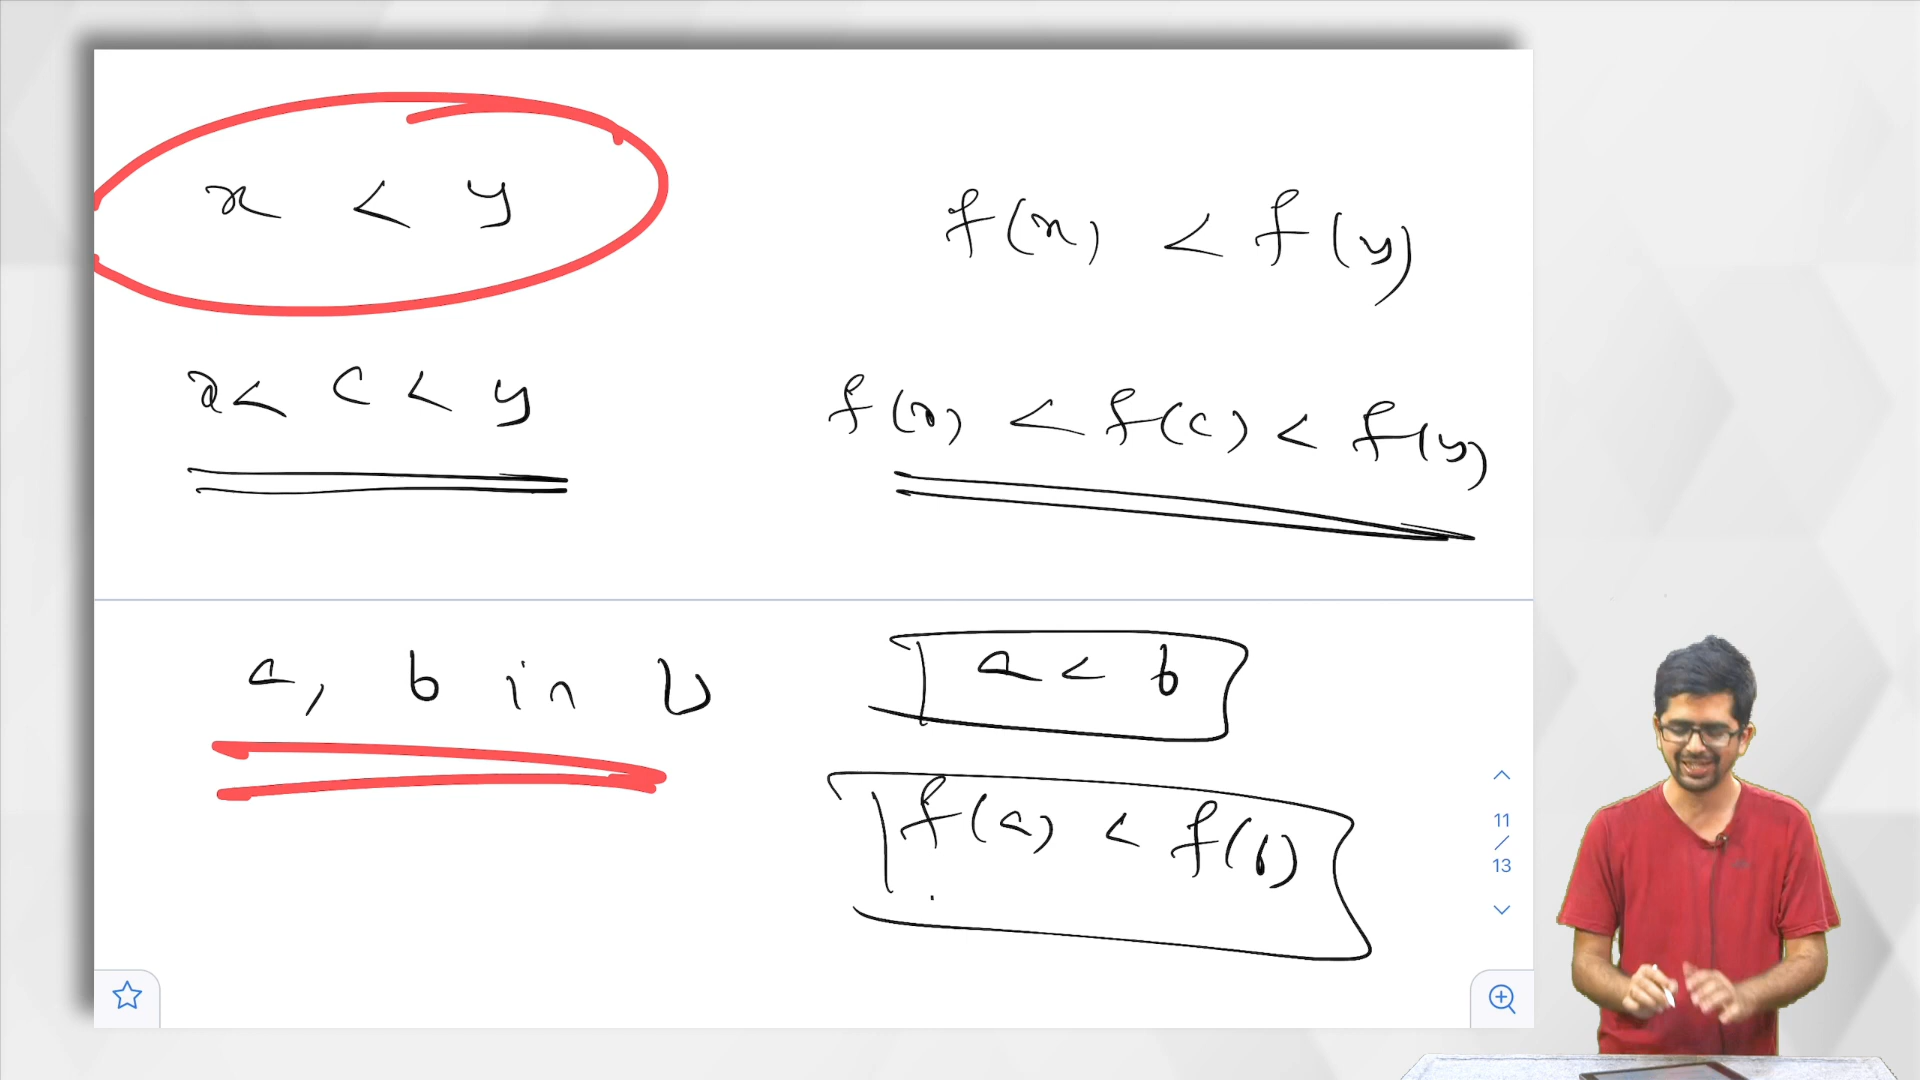 x < y
f(x) < f(y)
x < c < y
f(x) < f(c) < f(y)
a, b in U
a < b
f(a) < f(b)
11
/
13